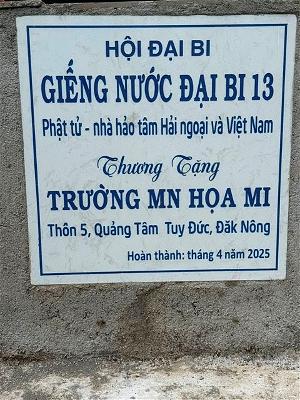 HỘI ĐẠI BI
GIẾNG NƯỚC ĐẠI BI 13
Phật tử - nhà hảo tâm Hải ngoại và Việt Nam
Thương Tặng
TRƯỜNG MN HỌA MI
Thôn 5, Quảng Tâm Tuy Đức, Đăk Nông
Hoàn thành: tháng 4 năm 2025